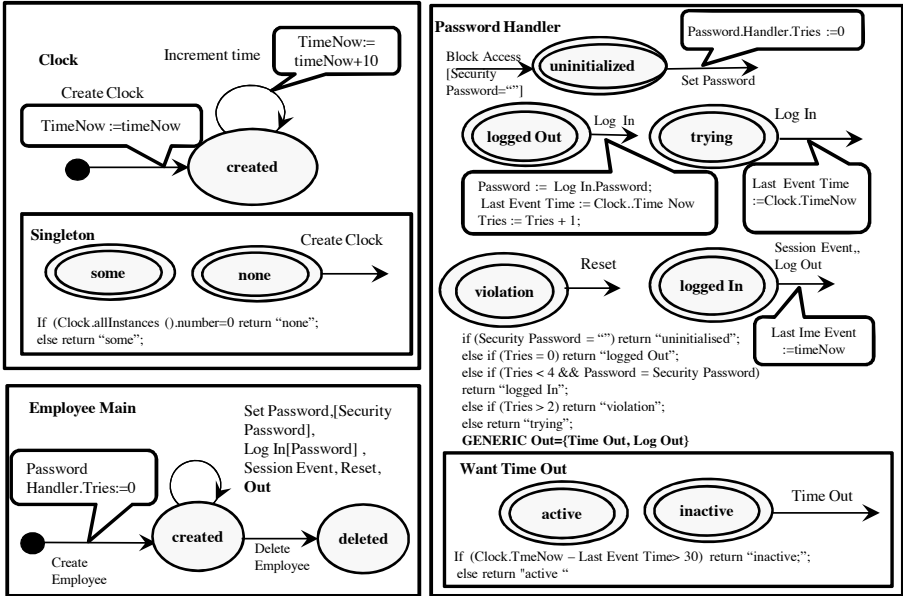 Clock
Increment time
TimeNow:=
timeNow+10
Create Clock
TimeNow :=timeNow
created
Singleton
Create Clock
some
none
If (Clock.allInstances ().number=0 return “none”;
else return “some”;
Employee Main
Set Password,[Security
Password],
Log In[Password] ,
Session Event, Reset,
Out
Password
Handler.Tries:=0
created
deleted
Create
Employee
Delete
Employee
Password Handler
Password.Handler.Tries :=0
Block Access
[Security
Password=“”]
uninitialized
Set Password
logged Out
Log In
trying
Log In
Password := Log In.Password;
Last Event Time := Clock..Time Now
Tries := Tries + 1;
Last Event Time
:=Clock.TimeNow
violation
Reset
logged In
Session Event,,
Log Out
Last Ime Event
:=timeNow
if (Security Password = “”) return “uninitialised”;
else if (Tries = 0) return “logged Out”;
else if (Tries < 4 && Password = Security Password)
return “logged In”;
else if (Tries > 2) return “violation”;
else return “trying”;
GENERIC Out={Time Out, Log Out}
Want Time Out
active
inactive
Time Out
If (Clock.TmeNow – Last Event Time> 30) return “inactive;”;
else return "active “